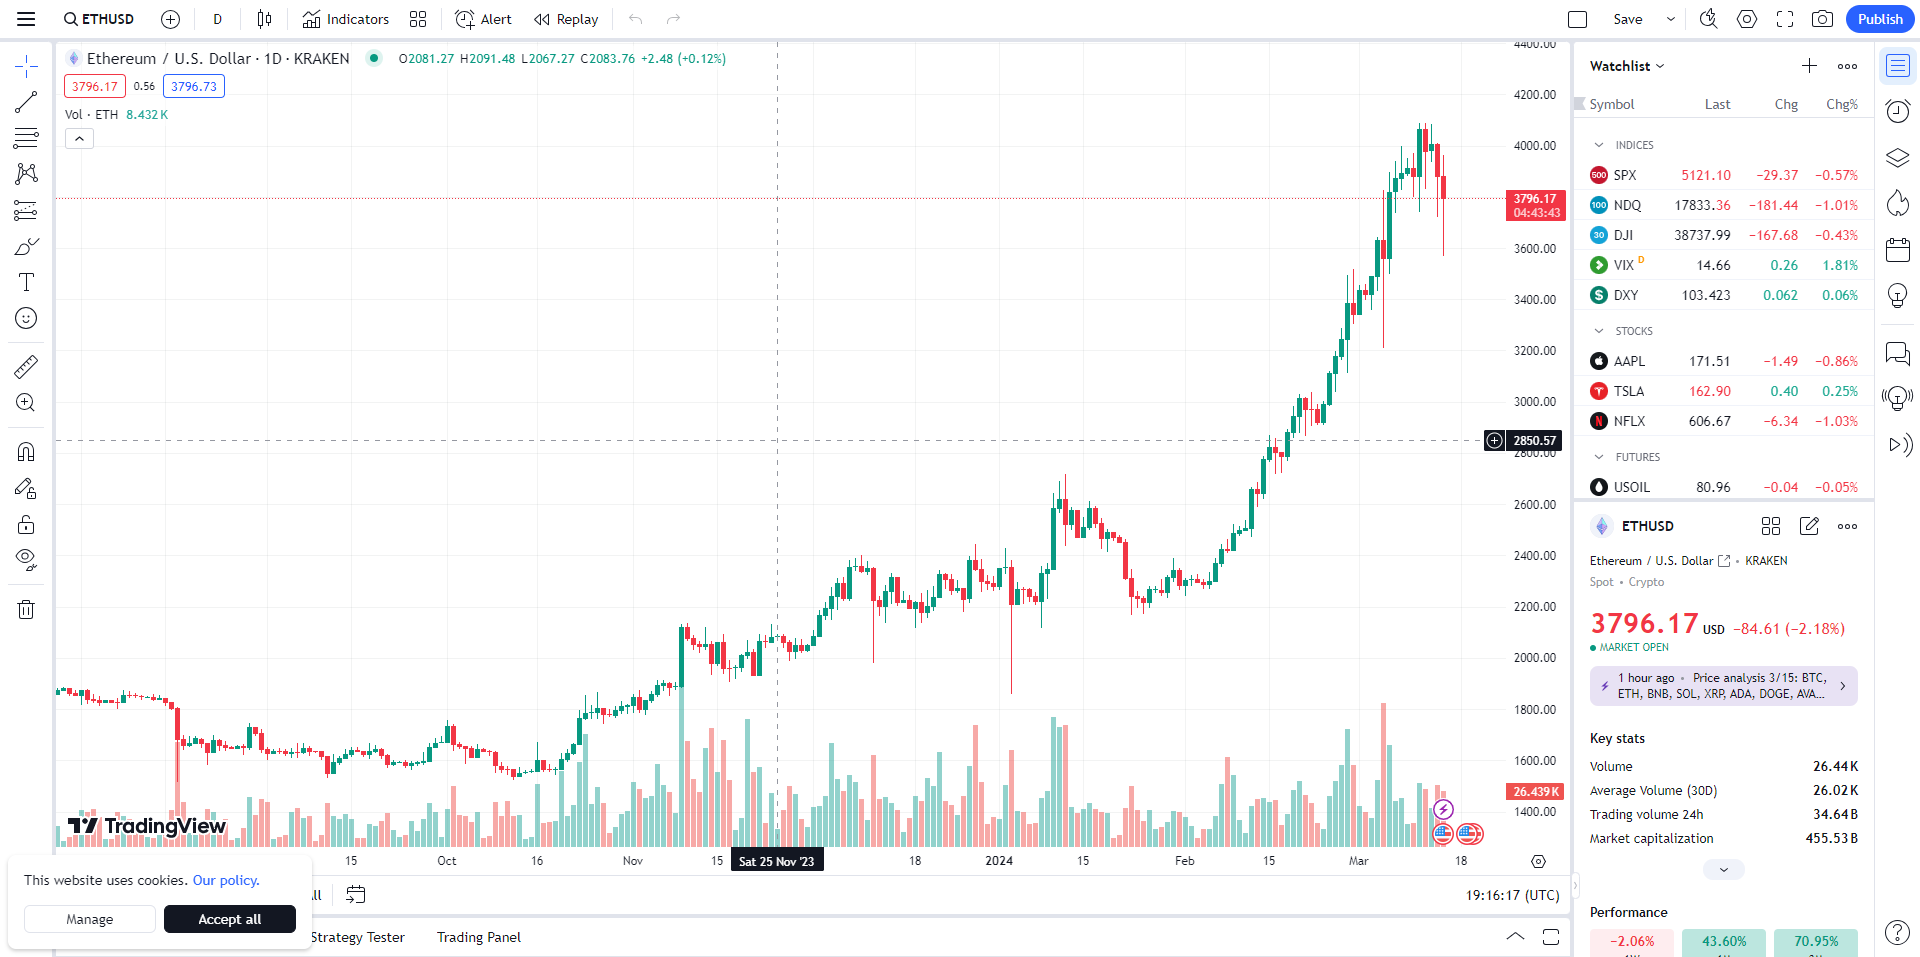 ETHUSD
D
Indicators
Alert
Replay
Save
Publish
Ethereum / U.S. Dollar · 1D · KRAKEN
O2081.27 H2091.48 L2067.27 C2083.76 +2.48 (+0.12%)
3796.17 0.56 3796.73
Vol · ETH 8.432K
4400.00
4200.00
4000.00
3796.17
04:43:43
3600.00
3400.00
3200.00
3000.00
2850.57
2800.00
2600.00
2400.00
2200.00
2000.00
1800.00
1600.00
26.439K
1400.00
TradingView
15 Oct 16 Nov 15 Sat 25 Nov '23 18 2024 15 Feb 15 Mar 18
This website uses cookies. Our policy.
Manage
Accept all
19:16:17 (UTC)
Strategy Tester
Trading Panel
Watchlist
Symbol Last Chg Chg%
INDICES
500 SPX 5121.10 −29.37 −0.57%
100 NDQ 17833.36 −181.44 −1.01%
30 DJI 38737.99 −167.68 −0.43%
VIX D 14.66 0.26 1.81%
DXY 103.423 0.062 0.06%
STOCKS
AAPL 171.51 −1.49 −0.86%
TSLA 162.90 0.40 0.25%
NFLX 606.67 −6.34 −1.03%
FUTURES
USOIL 80.96 −0.04 −0.05%
ETHUSD
Ethereum / U.S. Dollar • KRAKEN
Spot • Crypto
3796.17 USD −84.61 (−2.18%)
MARKET OPEN
1 hour ago • Price analysis 3/15: BTC,
ETH, BNB, SOL, XRP, ADA, DOGE, AVA...
Key stats
Volume 26.44K
Average Volume (30D) 26.02K
Trading volume 24h 34.64B
Market capitalization 455.53B
Performance
−2.06% 43.60% 70.95%